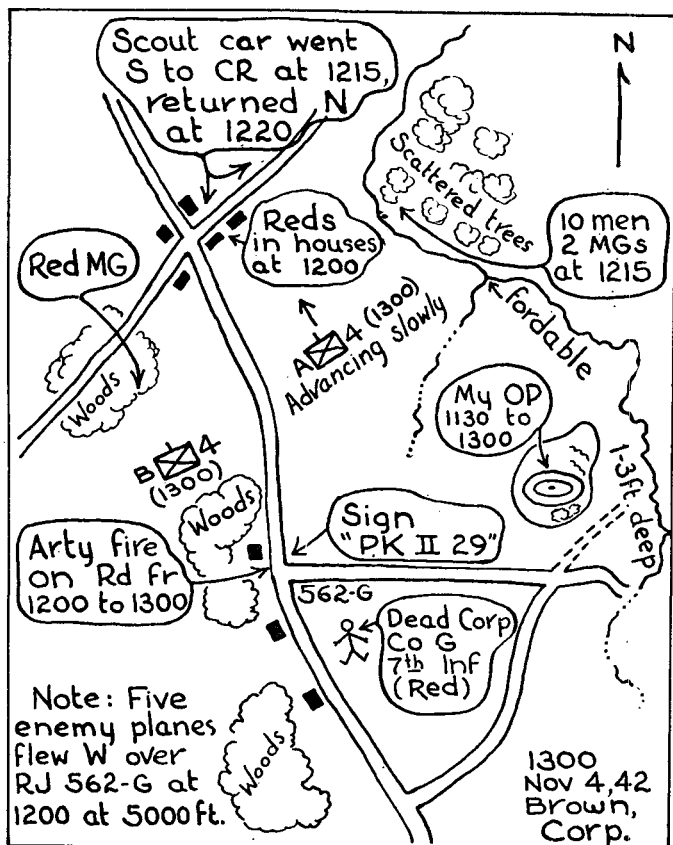 Scout car went
S to CR at 1215,
returned N
at 1220
N
Scattered trees
Reds
in houses
at 1200
10 men
2 MGs
at 1215
Red MG
fordable
A 4 (1300)
Advancing slowly
Woods
My OP
1130 to
1300
B 4
(1300)
1-3ft deep
Woods
Sign
"PK II 29"
Arty fire
on Rd fr
1200 to 1300
562-G
Dead Corp
Co G
7th Inf
(Red)
Note: Five
enemy planes
flew W over
RJ 562-G at
1200 at 5000 ft.
Woods
1300
Nov 4, 42
Brown,
Corp.